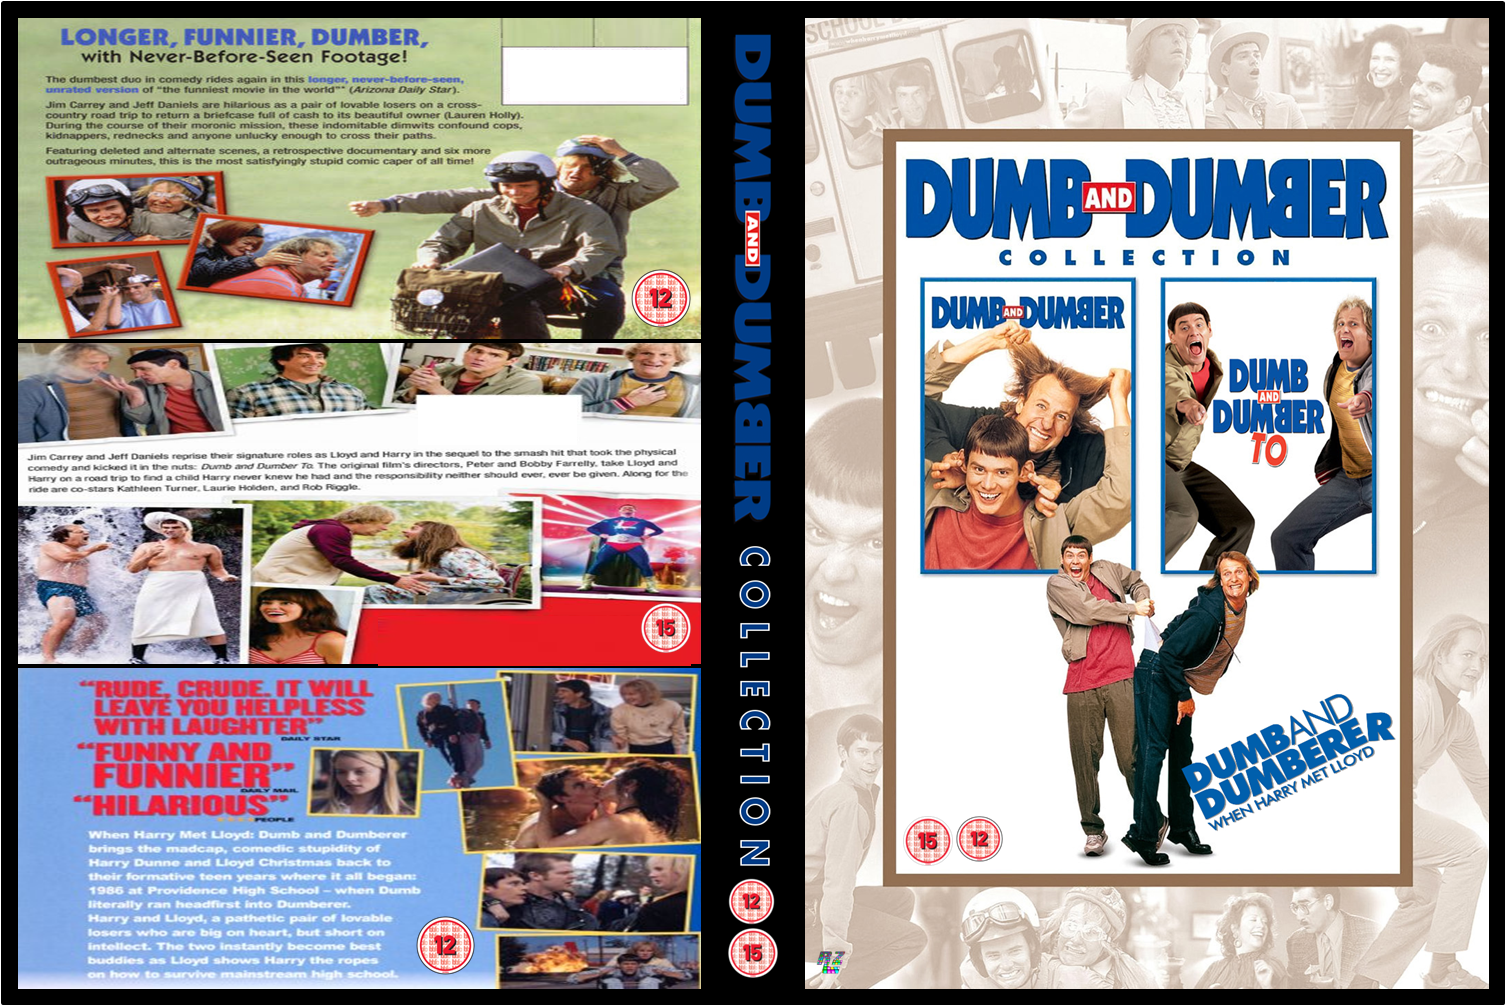 LONGER, FUNNIER, DUMBER,
with Never-Before-Seen Footage!
The dumbest duo in comedy rides again in this longer, never-before-seen,
unrated version of "the funniest movie in the world"* (Arizona Daily Star).
Jim Carrey and Jeff Daniels are hilarious as a pair of lovable losers on a cross-
country road trip to return a briefcase full of cash to its beautiful owner (Lauren Holly).
During the course of their moronic mission, these indomitable dimwits confound cops,
kidnappers, rednecks and anyone unlucky enough to cross their paths.
Featuring deleted and alternate scenes, a retrospective documentary and six more
outrageous minutes, this is the most satisfyingly stupid comic caper of all time!
12
Jim Carrey and Jeff Daniels reprise their signature roles as Lloyd and Harry in the sequel to the smash hit that took the physical
comedy and kicked it in the nuts: Dumb and Dumber To. The original film's directors, Peter and Bobby Farrelly, take Lloyd and
Harry on a road trip to find a child Harry never knew he had and the responsibility neither should ever, ever be given. Along for the
ride are co-stars Kathleen Turner, Laurie Holden, and Rob Riggle.
15
"RUDE, CRUDE. IT WILL
LEAVE YOU HELPLESS
WITH LAUGHTER"
DAILY STAR
"FUNNY AND
FUNNIER"
DAILY MAIL
"HILARIOUS"
PEOPLE
When Harry Met Lloyd: Dumb and Dumberer
brings the madcap, comedic stupidity of
Harry Dunne and Lloyd Christmas back to
their formative teen years where it all began:
1986 at Providence High School – when Dumb
literally ran headfirst into Dumberer.
Harry and Lloyd, a pathetic pair of lovable
losers who are big on heart, but short on
intellect. The two instantly become best
buddies as Lloyd shows Harry the ropes
on how to survive mainstream high school.
12
DUMB AND DUMBER COLLECTION
12
15
SCHOOL
DUMB AND DUMBER
COLLECTION
DUMB AND DUMBER
DUMB
AND
DUMBER
TO
DUMB AND
DUMBERER
WHEN HARRY MET LLOYD
15 12
RZ